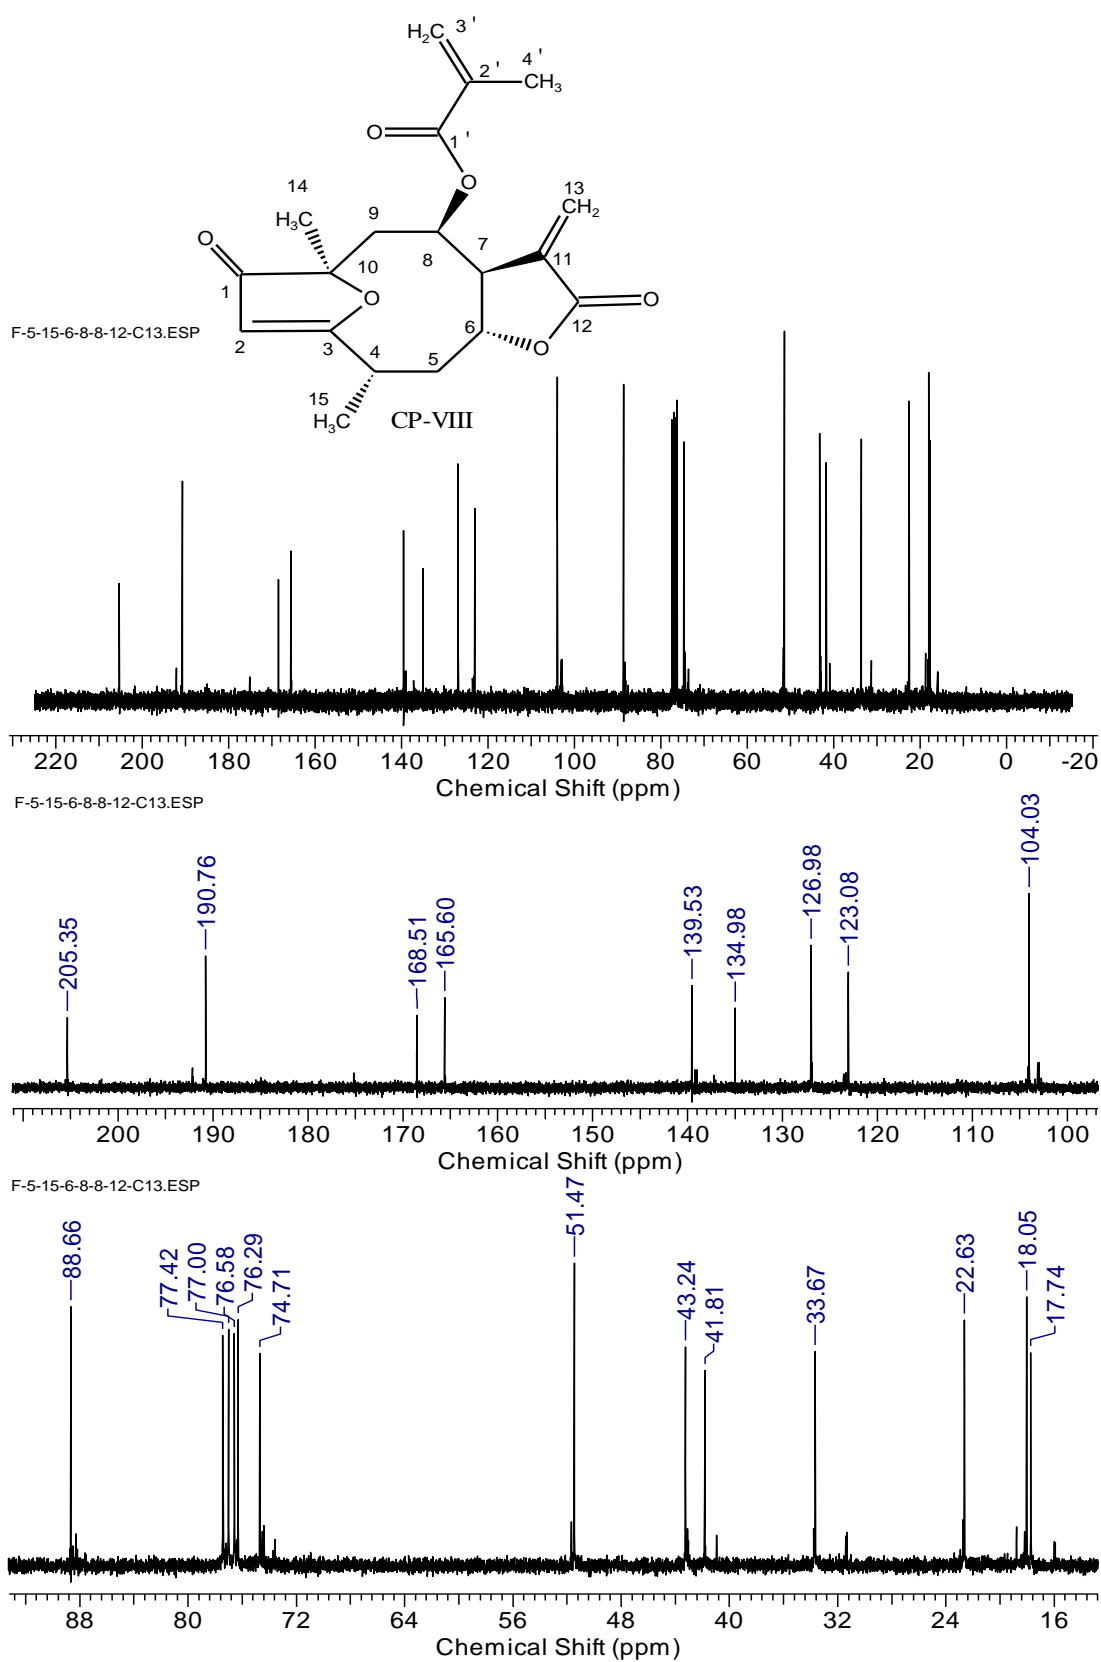 H₂C 3'
4'
2' CH₃
O
1'
O
14
13
H₃C 9 CH₂
O 7
8 11
10
1 O O
12
F-5-15-6-8-8-12-C13.ESP
2 3 4 5 6 O
15
H₃C CP-VIII
220 200 180 160 140 120 100 80 60 40 20 0 -20
Chemical Shift (ppm)
F-5-15-6-8-8-12-C13.ESP
205.35 190.76 168.51 165.60 139.53 134.98 126.98 123.08 104.03
200 190 180 170 160 150 140 130 120 110 100
Chemical Shift (ppm)
F-5-15-6-8-8-12-C13.ESP
88.66 77.42 77.00 76.58 76.29 74.71 51.47 43.24 41.81 33.67 22.63 18.05 17.74
88 80 72 64 56 48 40 32 24 16
Chemical Shift (ppm)